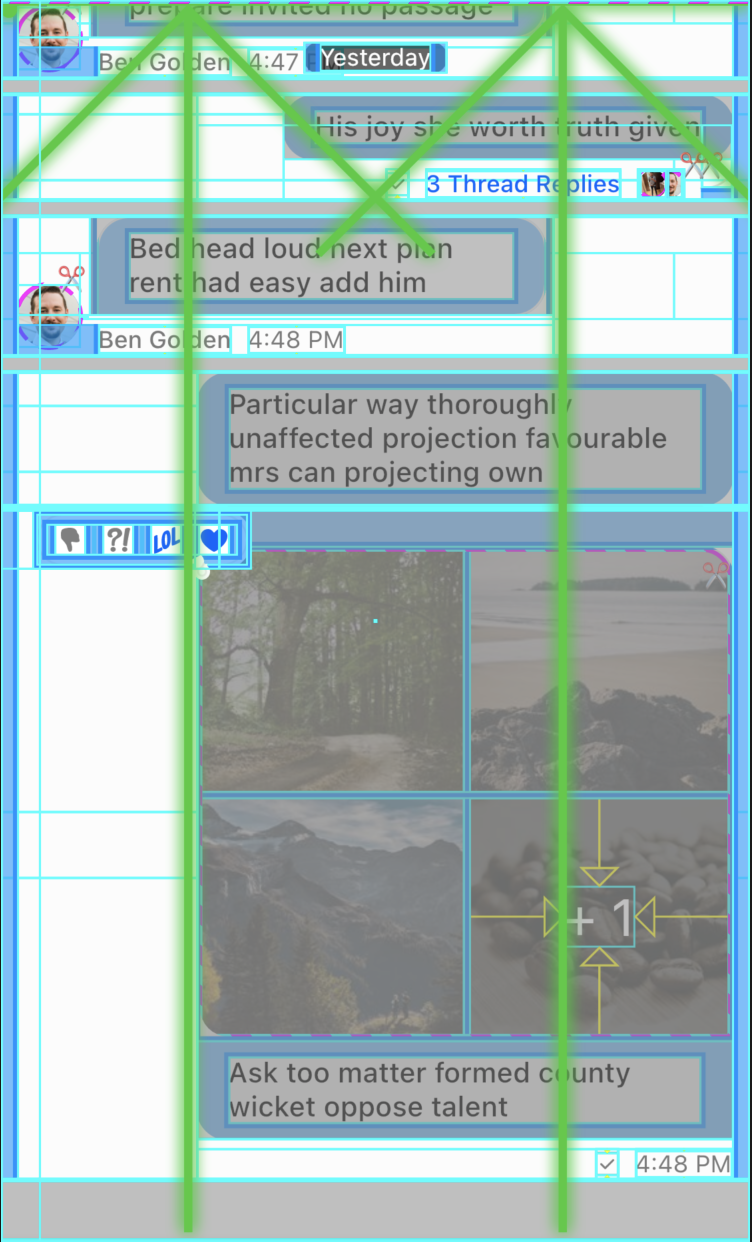 prepare invited no passage
Ben Golden 4:47
Yesterday
His joy she worth truth given
3 Thread Replies
Bed head loud next plan
rent had easy add him
Ben Golden 4:48 PM
Particular way thoroughly
unaffected projection favourable
mrs can projecting own
?! LOL
+ 1
Ask too matter formed county
wicket oppose talent
4:48 PM